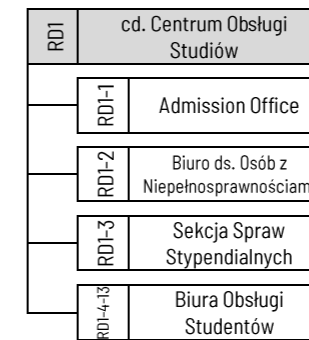 RD1
cd. Centrum Obsługi
Studiów
RD1-1
Admission Office
RD1-2
Biuro ds. Osób z
Niepełnosprawnościam
RD1-3
Sekcja Spraw
Stypendialnych
RD1-4-13
Biura Obsługi
Studentów